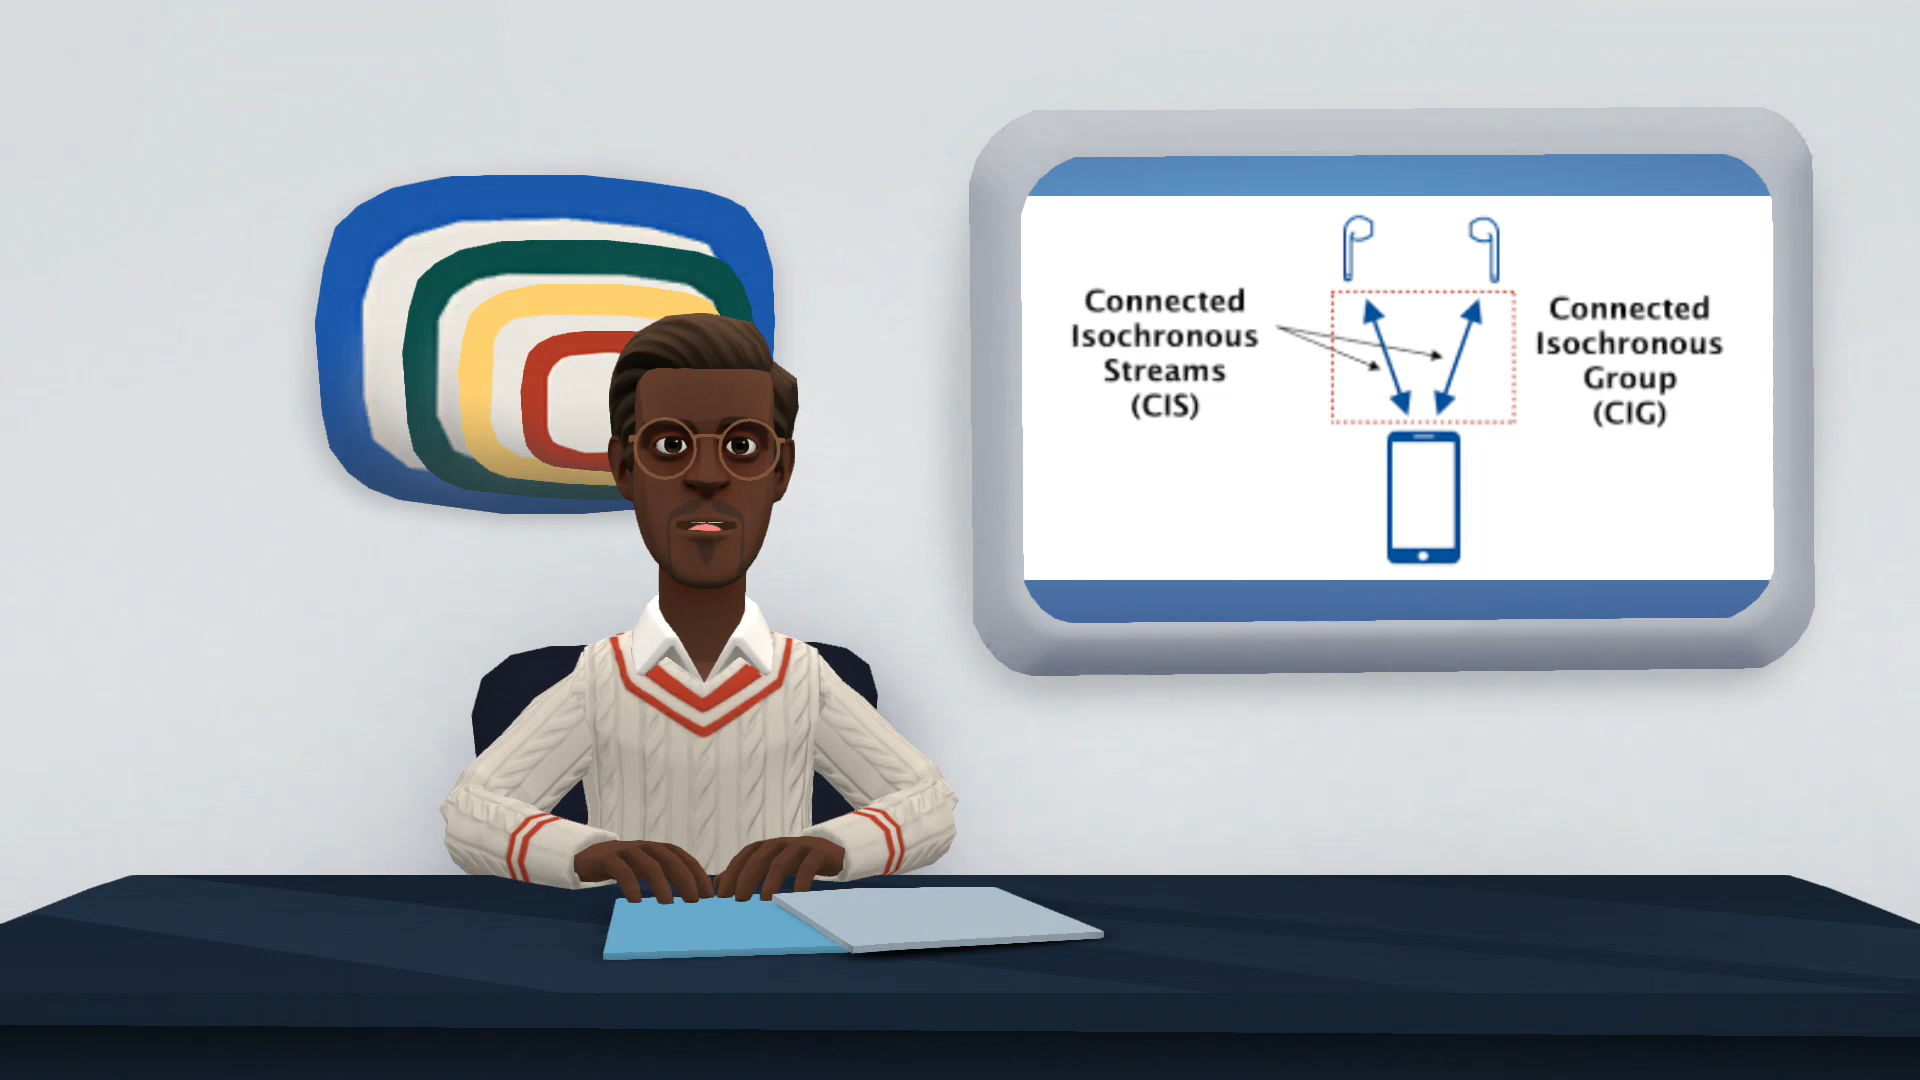 Connected
Isochronous
Streams
(CIS)
Connected
Isochronous
Group
(CIG)